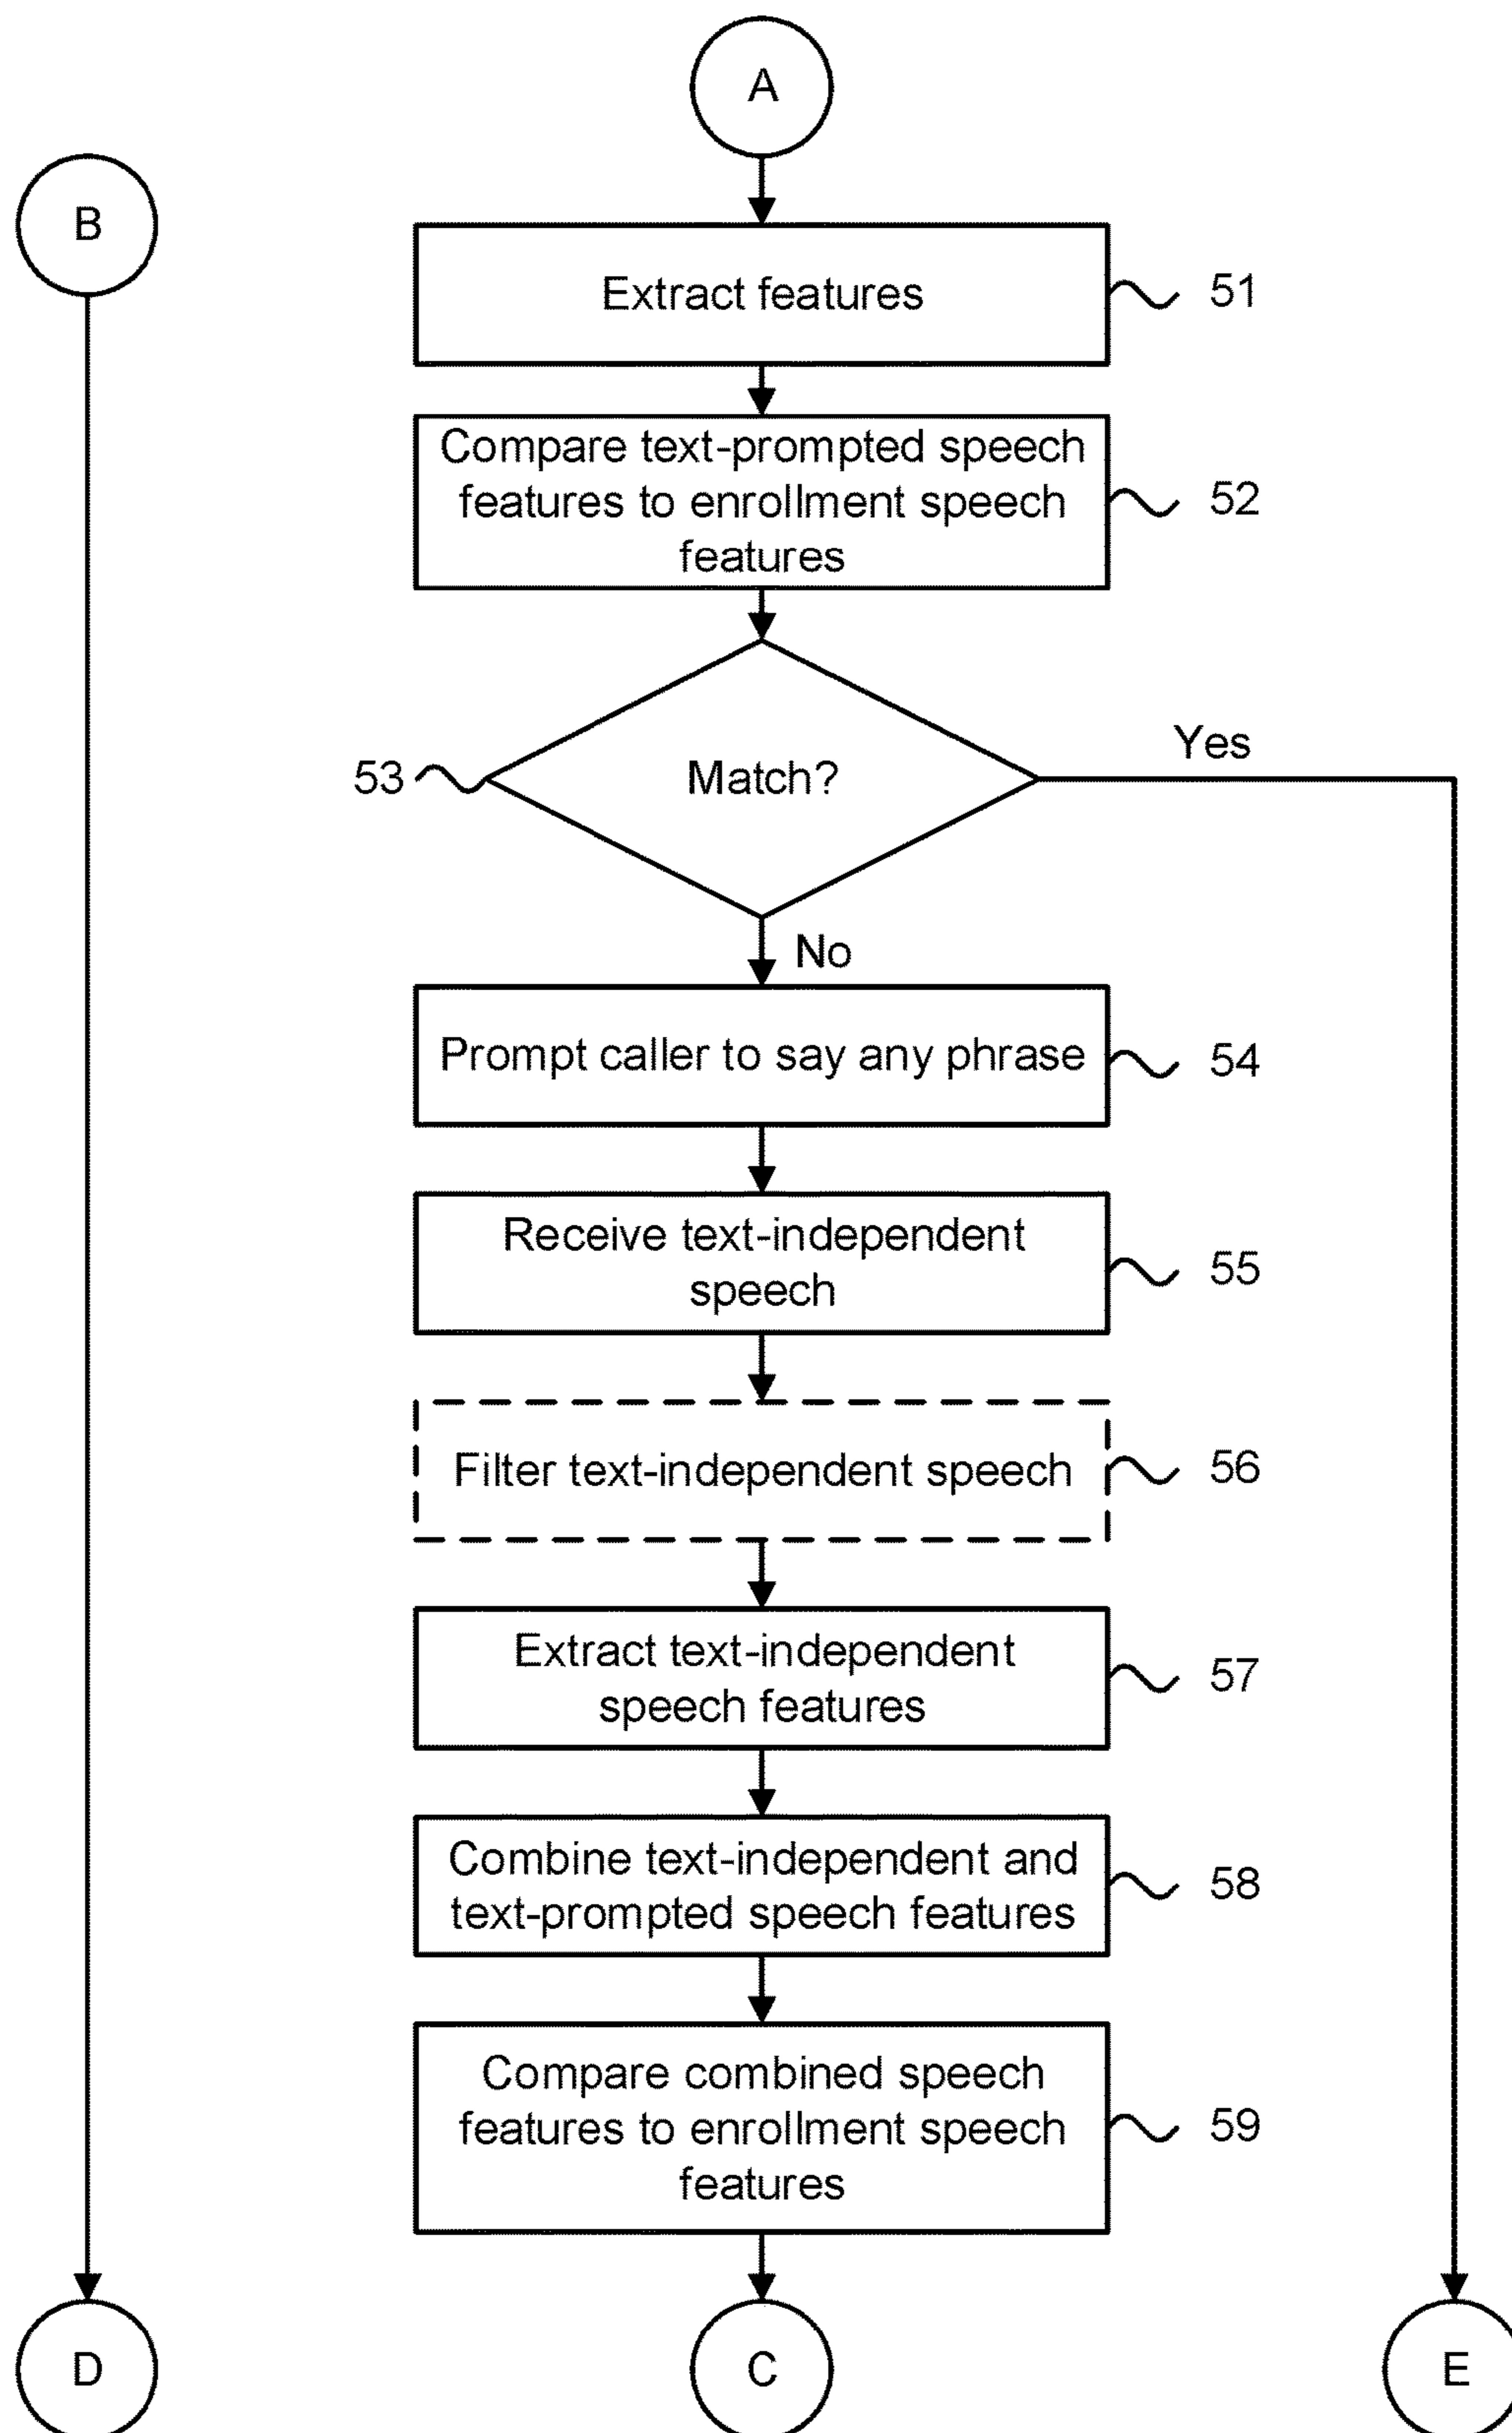 A
B
Extract features
51
Compare text-prompted speech
features to enrollment speech
features
52
53
Match?
Yes
No
Prompt caller to say any phrase
54
Receive text-independent
speech
55
Filter text-independent speech
56
Extract text-independent
speech features
57
Combine text-independent and
text-prompted speech features
58
Compare combined speech
features to enrollment speech
features
59
D
C
E